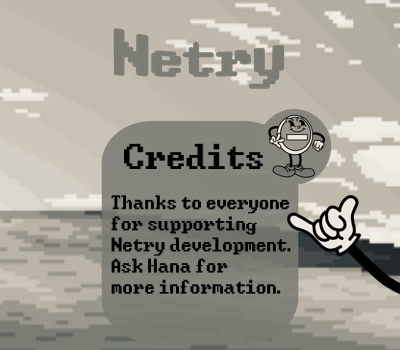 Netry
Credits
Thanks to everyone
for supporting
Netry development.
Ask Hana for
more information.